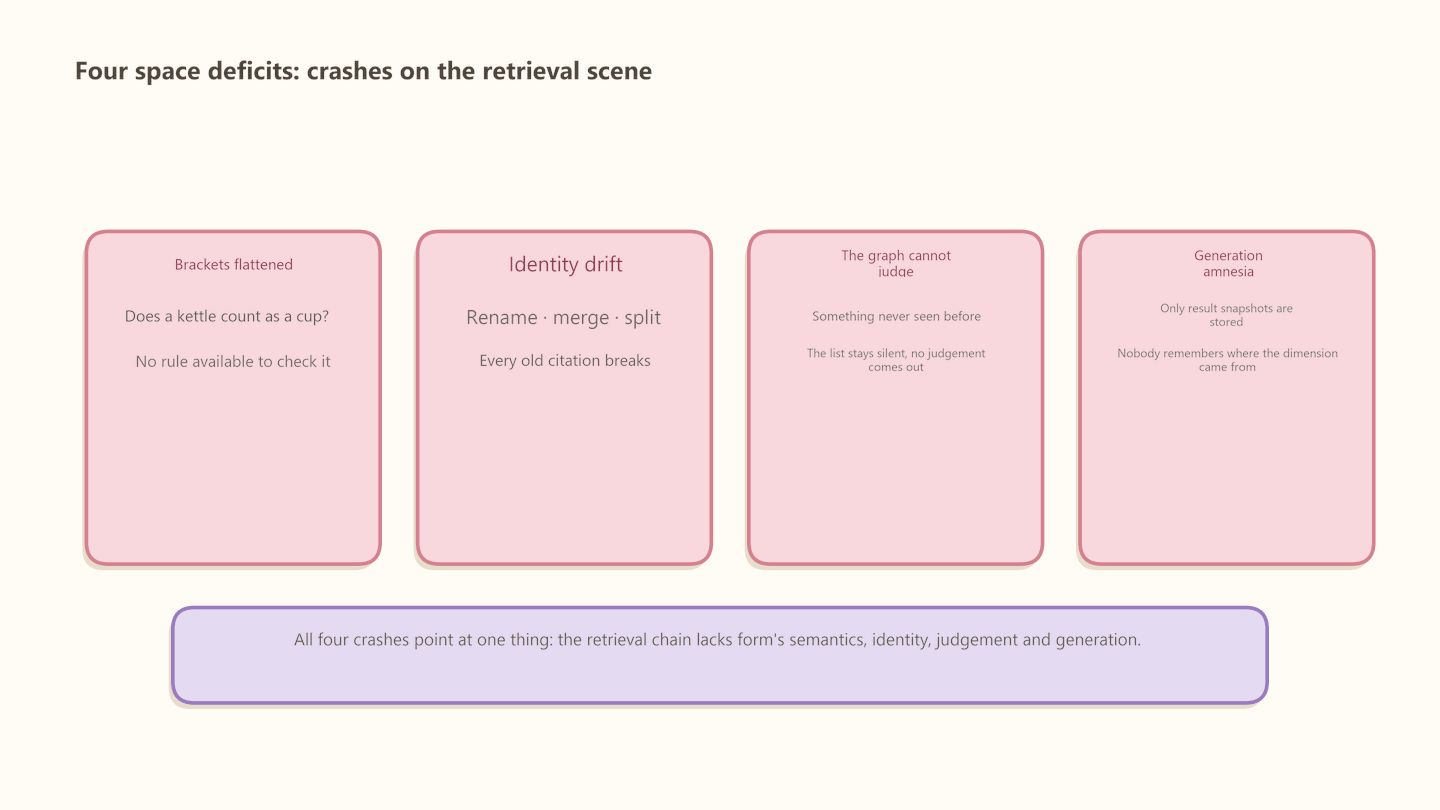 Four space deficits: crashes on the retrieval scene
Brackets flattened
Does a kettle count as a cup?
No rule available to check it
Identity drift
Rename · merge · split
Every old citation breaks
The graph cannot
judge
Something never seen before
The list stays silent, no judgement
comes out
Generation
amnesia
Only result snapshots are
stored
Nobody remembers where the dimension
came from
All four crashes point at one thing: the retrieval chain lacks form's semantics, identity, judgement and generation.